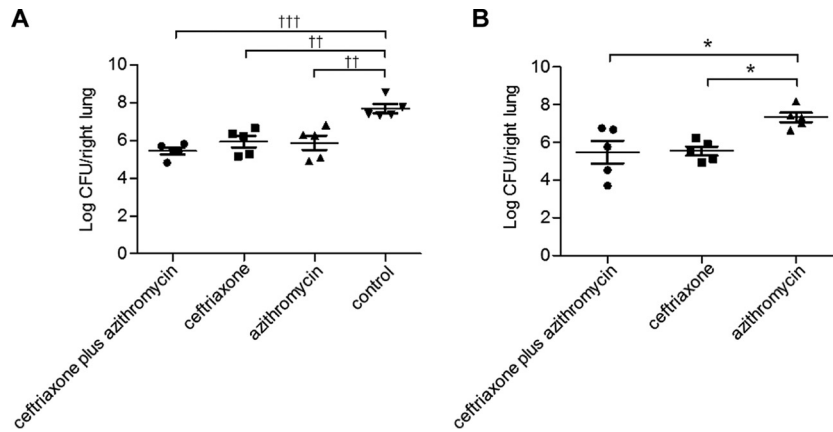 A
†††
††
††
Log CFU/right lung
10
8
6
4
2
0
ceftriaxone plus azithromycin
ceftriaxone
azithromycin
control
B
*
*
Log CFU/right lung
10
8
6
4
2
0
ceftriaxone plus azithromycin
ceftriaxone
azithromycin